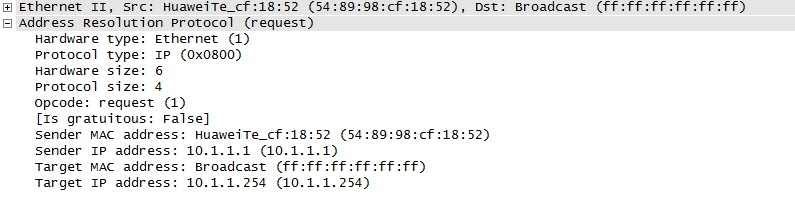 Ethernet II, Src: HuaweiTe_cf:18:52 (54:89:98:cf:18:52), Dst: Broadcast (ff:ff:ff:ff:ff:ff)
Address Resolution Protocol (request)
Hardware type: Ethernet (1)
Protocol type: IP (0x0800)
Hardware size: 6
Protocol size: 4
Opcode: request (1)
[Is gratuitous: False]
Sender MAC address: HuaweiTe_cf:18:52 (54:89:98:cf:18:52)
Sender IP address: 10.1.1.1 (10.1.1.1)
Target MAC address: Broadcast (ff:ff:ff:ff:ff:ff)
Target IP address: 10.1.1.254 (10.1.1.254)